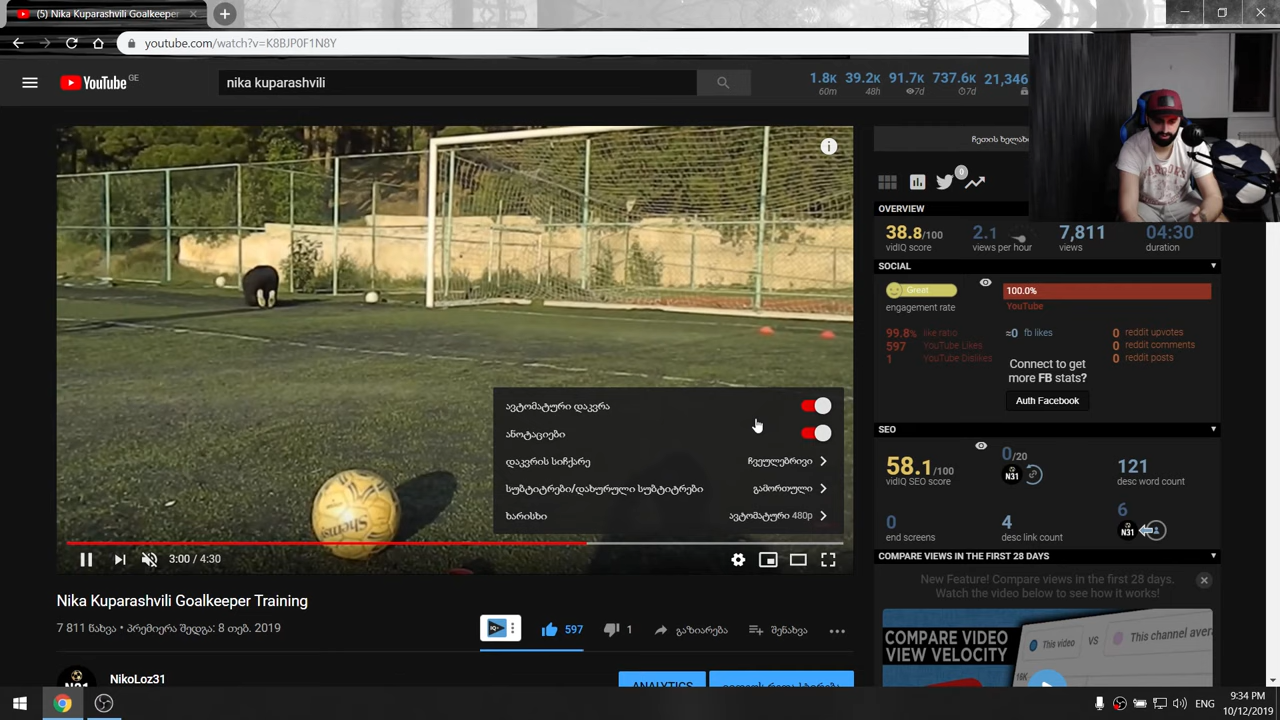 (5) Nika Kuparashvili Goalkeeper
youtube.com/watch?v=K8BJP0F1N8Y
YouTube GE
nika kuparashvili
1.8K 39.2K 91.7K 737.6K 21,346
60m 48h 7d 7d
ჩეთის ხელახ
0
OVERVIEW
38.8/100 2.1 7,811 04:30
vidIQ score views per hour views duration
SOCIAL
Great 100.0%
engagement rate YouTube
99.8% like ratio ≈0 fb likes 0 reddit upvotes
597 YouTube Likes 0 reddit comments
1 YouTube Dislikes 0 reddit posts
Connect to get
more FB stats?
Auth Facebook
SEO
58.1/100 0/20 121
vidIQ SEO score N31 desc word count
0 4 6
end screens desc link count N31
COMPARE VIEWS IN THE FIRST 28 DAYS
New Feature! Compare views in the first 28 days.
Watch the video below to see how it works!
COMPARE VIDEO
VIEW VELOCITY
This video VS This channel aver
16K
ავტომატური დაკვრა
ანოტაციები
დაკვრის სიჩქარე ჩვეულებრივი
სუბტიტრები/დახურული სუბტიტრები გამორთული
ხარისხი ავტომატური 480p
3:00 / 4:30
Nika Kuparashvili Goalkeeper Training
7 811 ნახვა • პრემიერა შედგა: 8 თებ. 2019
597 1 გაზიარება შენახვა
NikoLoz31
N31
ANALYTICS
ENG
9:34 PM
10/12/2019